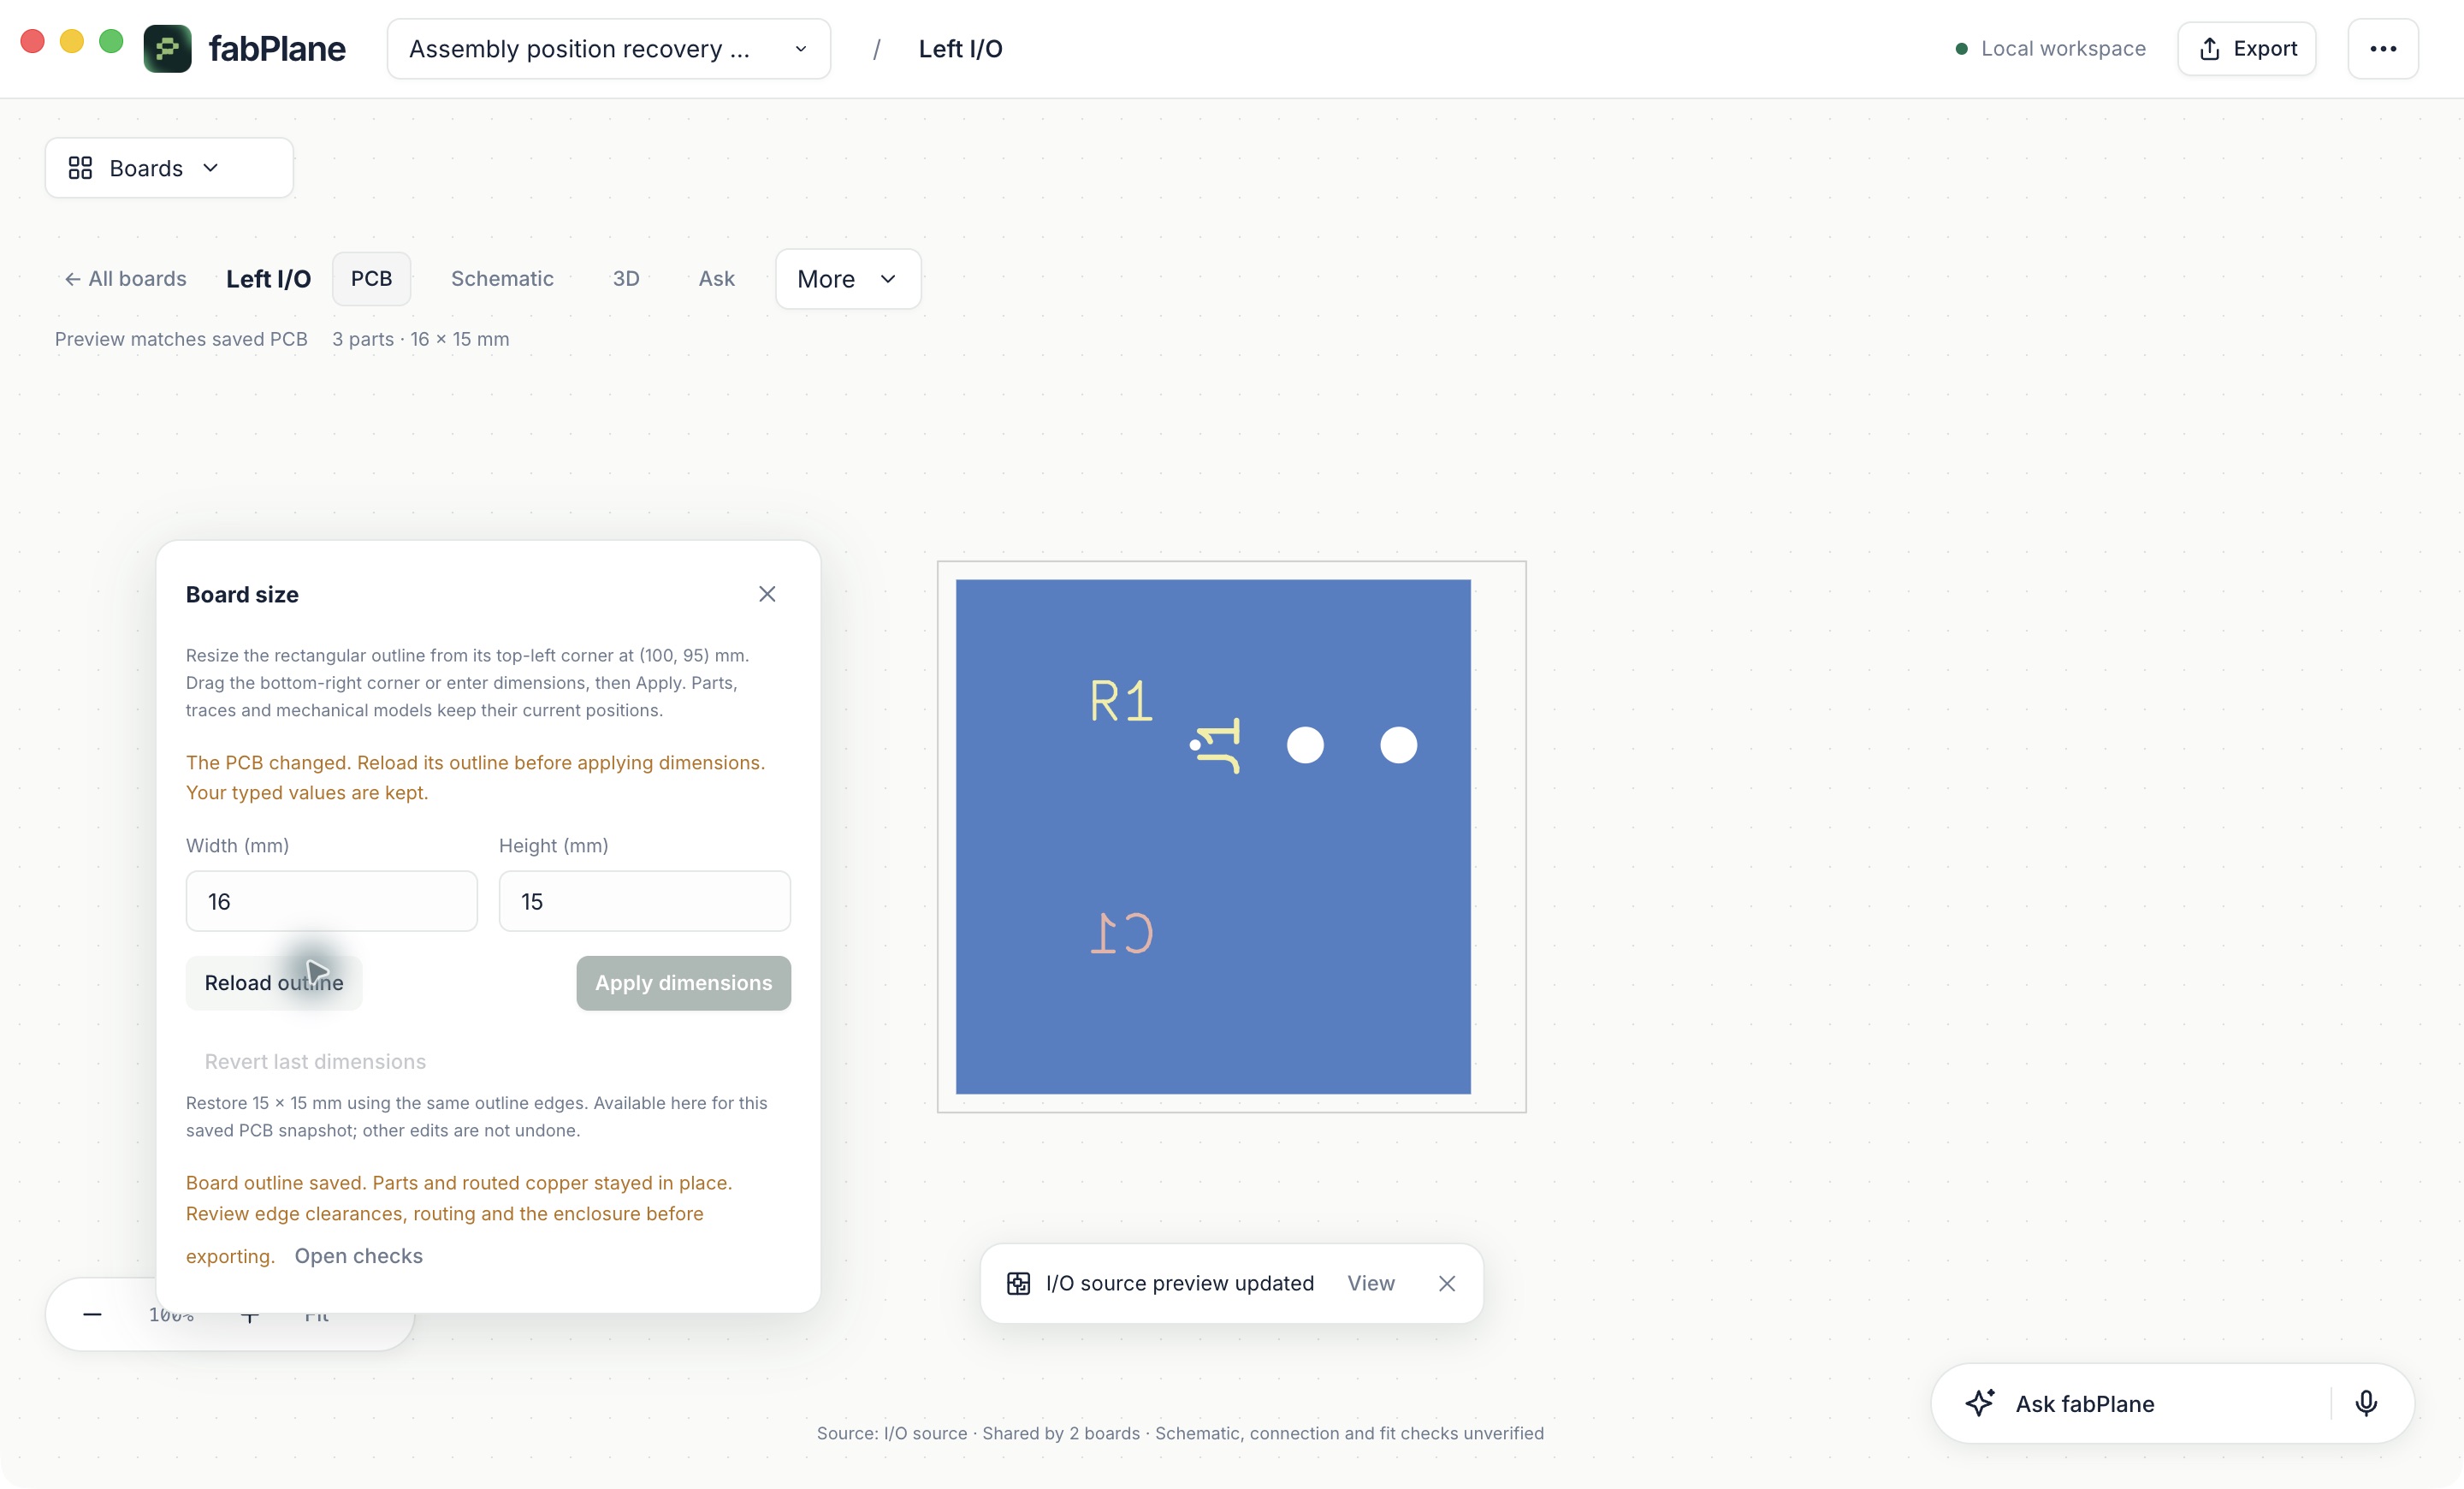 fabPlane
Assembly position recovery ...
/
Left I/O
Local workspace
Export
Boards
← All boards
Left I/O
PCB
Schematic
3D
Ask
More
Preview matches saved PCB
3 parts · 16 × 15 mm
Board size
Resize the rectangular outline from its top-left corner at (100, 95) mm.
Drag the bottom-right corner or enter dimensions, then Apply. Parts,
traces and mechanical models keep their current positions.
The PCB changed. Reload its outline before applying dimensions.
Your typed values are kept.
Width (mm)
Height (mm)
16
15
Reload outline
Apply dimensions
Revert last dimensions
Restore 15 × 15 mm using the same outline edges. Available here for this
saved PCB snapshot; other edits are not undone.
Board outline saved. Parts and routed copper stayed in place.
Review edge clearances, routing and the enclosure before
exporting. Open checks
100%
Fit
R1
J1
C1
I/O source preview updated
View
Ask fabPlane
Source: I/O source · Shared by 2 boards · Schematic, connection and fit checks unverified